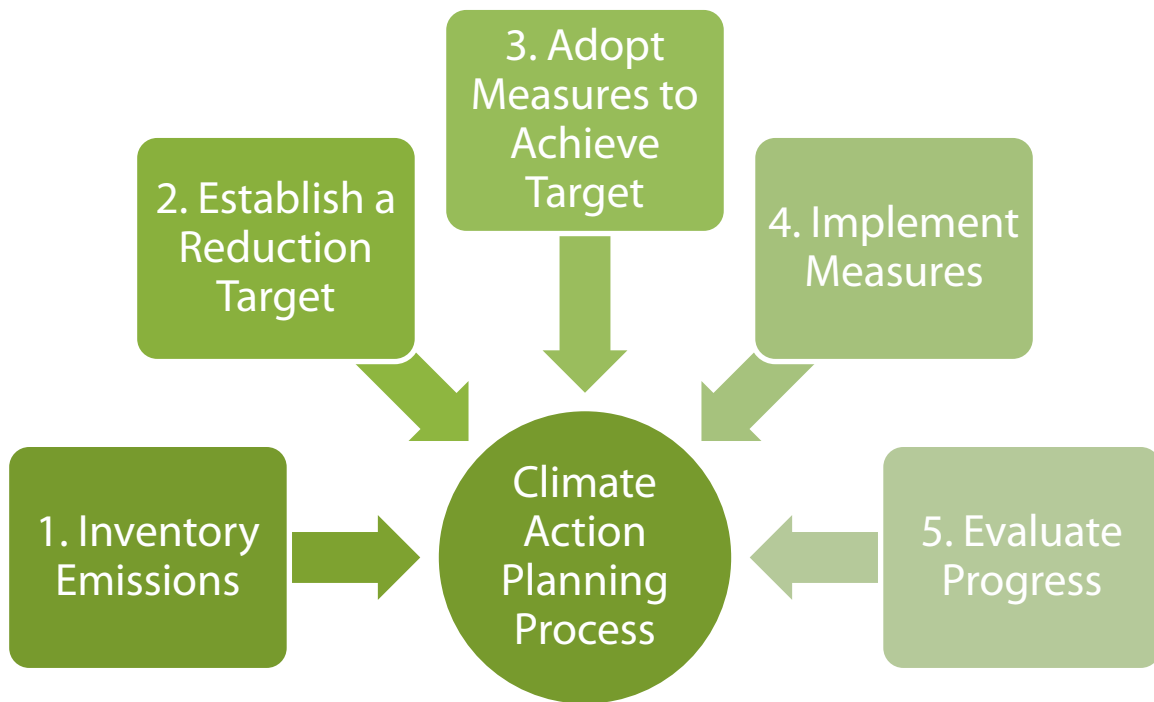 1. Inventory
Emissions
2. Establish a
Reduction
Target
3. Adopt
Measures to
Achieve
Target
4. Implement
Measures
5. Evaluate
Progress
Climate
Action
Planning
Process